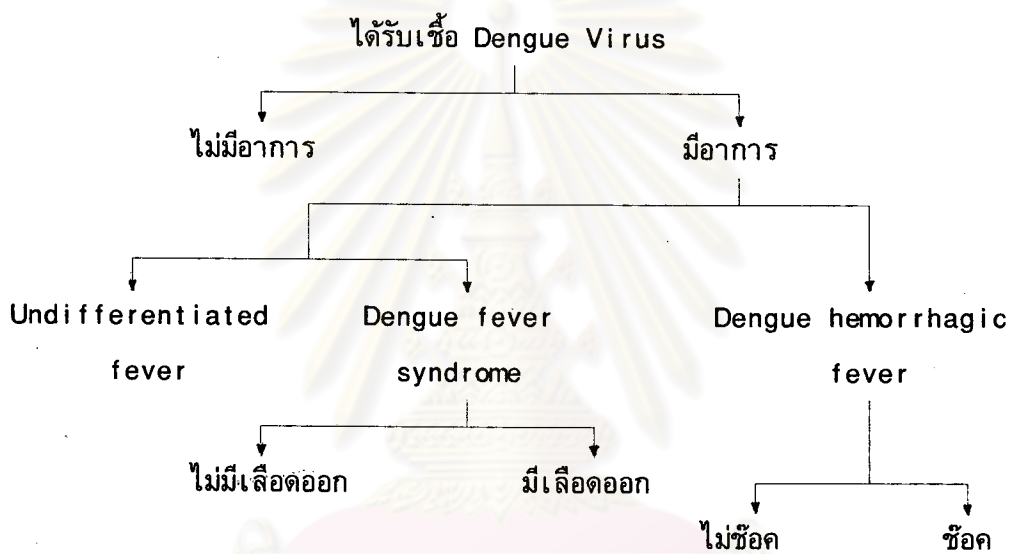 ได้รับเชื้อ Dengue Virus
ไม่มีอาการ มีอาการ
Undifferentiated Dengue fever Dengue hemorrhagic
fever syndrome fever
ไม่มีเลือดออก มีเลือดออก
ไม่ช๊อค ช๊อค